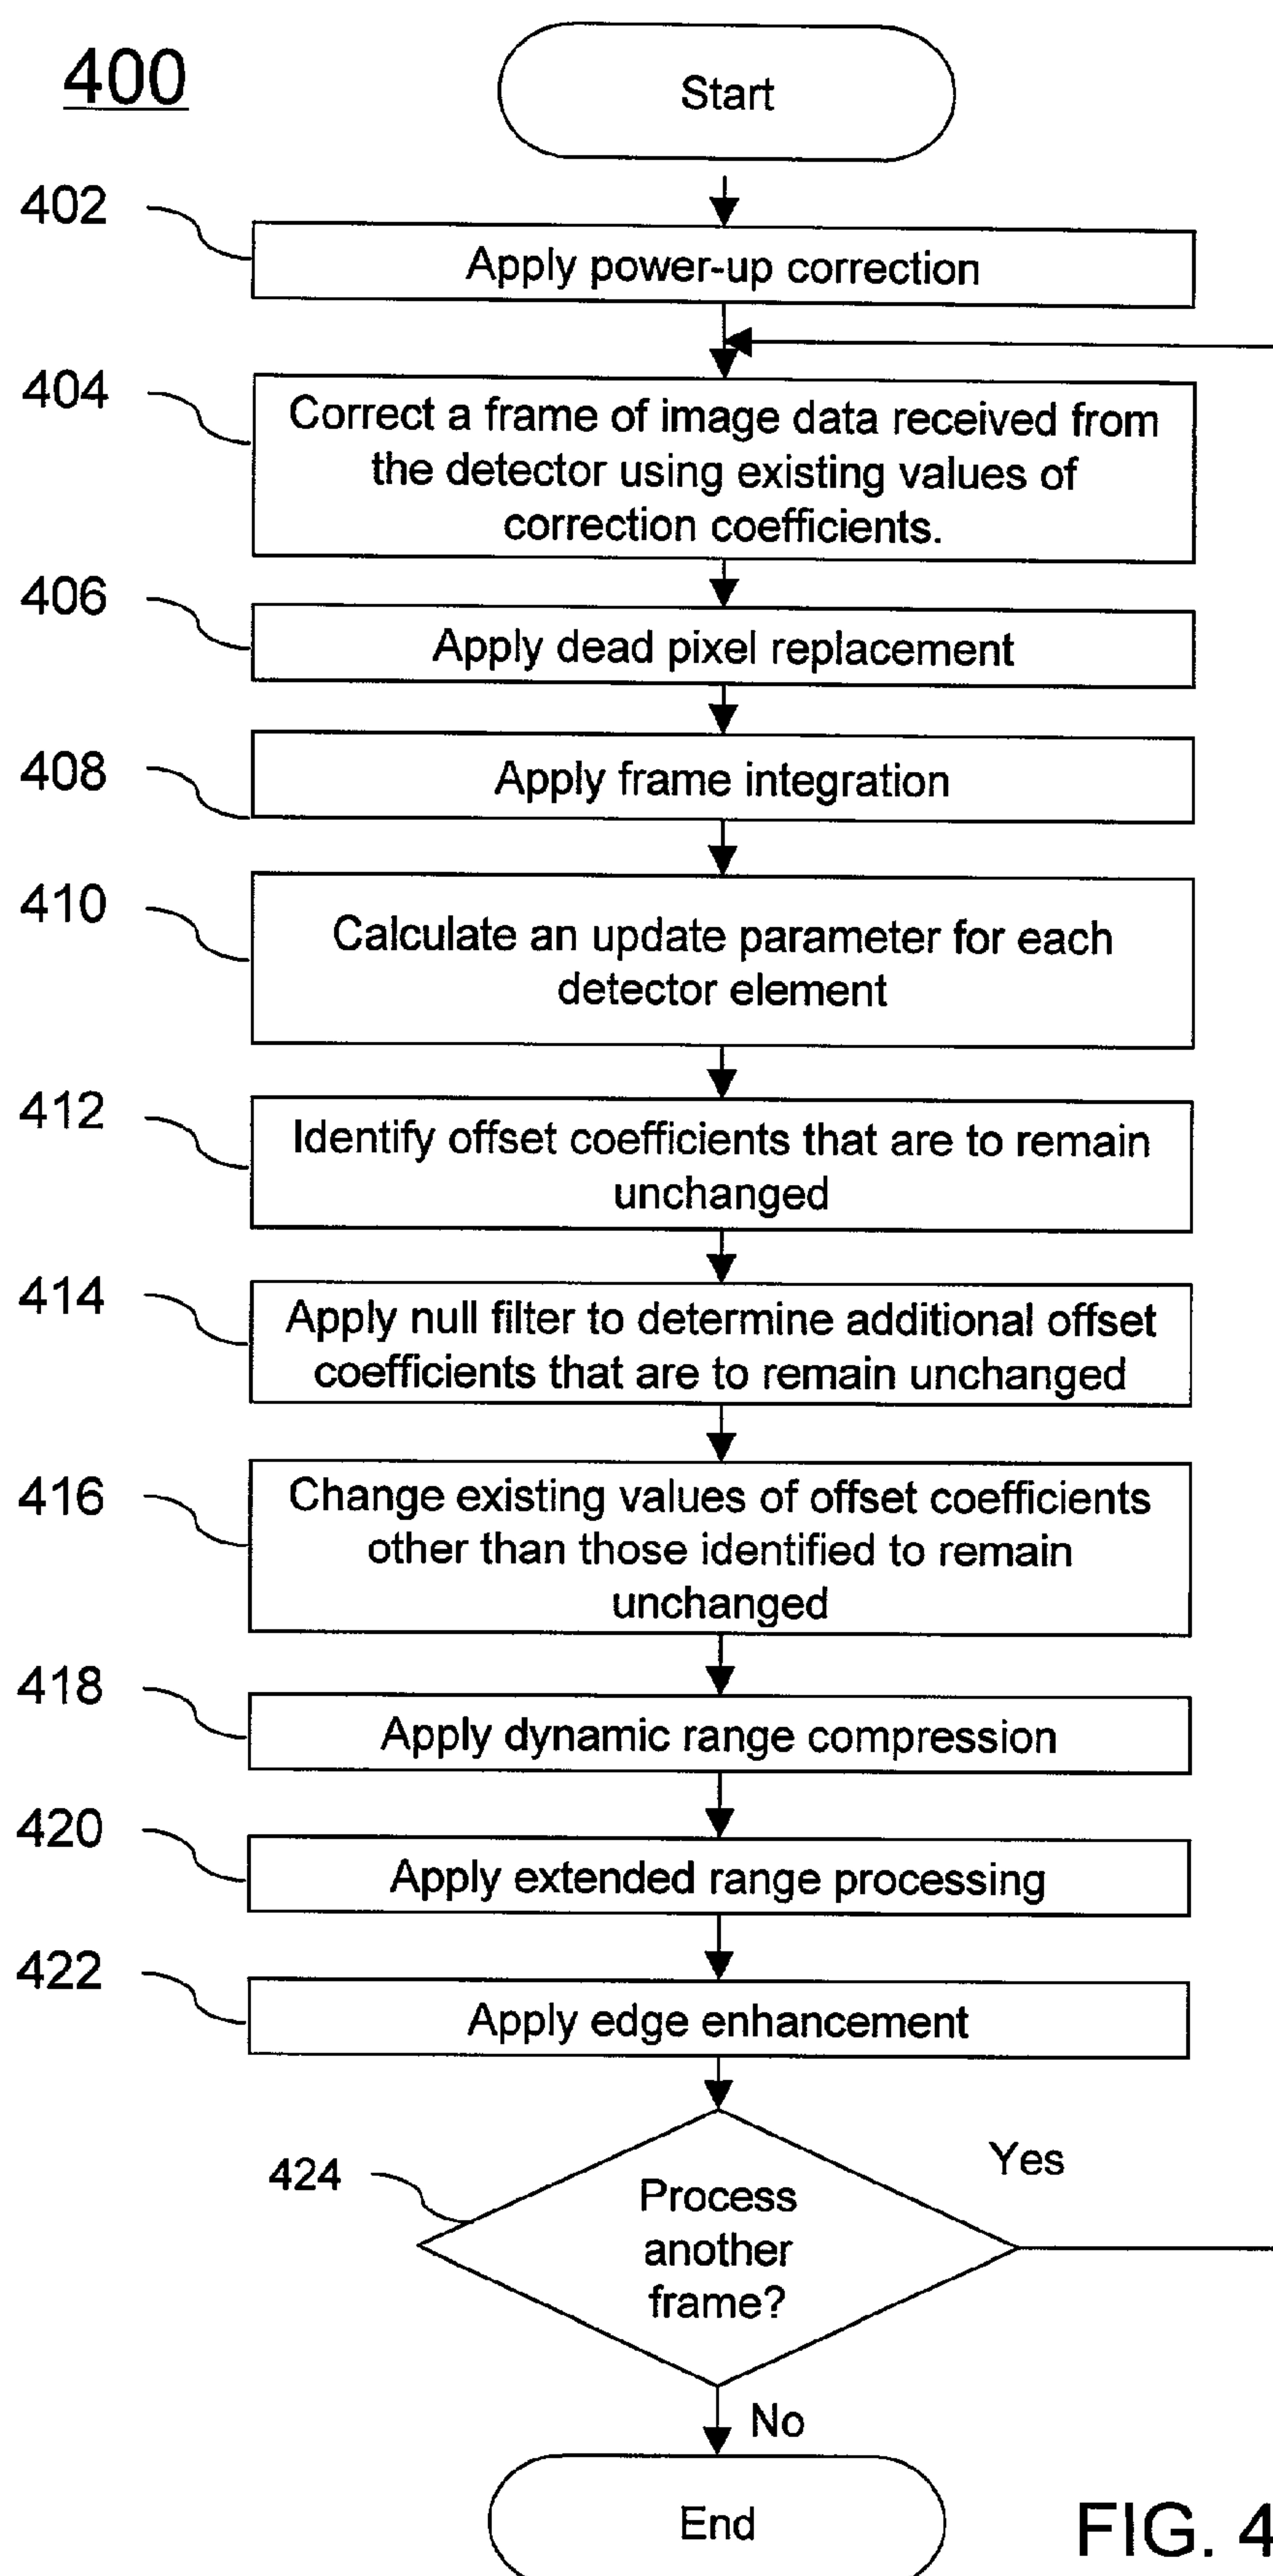 400
Start
402
Apply power-up correction
404
Correct a frame of image data received from
the detector using existing values of
correction coefficients.
406
Apply dead pixel replacement
408
Apply frame integration
410
Calculate an update parameter for each
detector element
412
Identify offset coefficients that are to remain
unchanged
414
Apply null filter to determine additional offset
coefficients that are to remain unchanged
416
Change existing values of offset coefficients
other than those identified to remain
unchanged
418
Apply dynamic range compression
420
Apply extended range processing
422
Apply edge enhancement
424
Process
another
frame?
Yes
No
End
FIG. 4